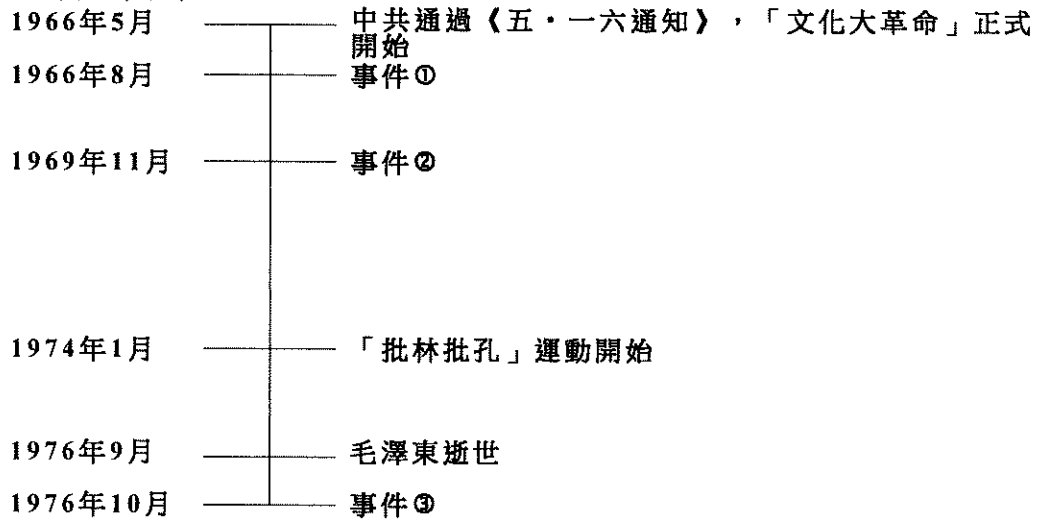 1966年5月 中共通過《五·一六通知》,「文化大革命」正式
開始
1966年8月 事件①
1969年11月 事件②
1974年1月 「批林批孔」運動開始
1976年9月 毛澤東逝世
1976年10月 事件③